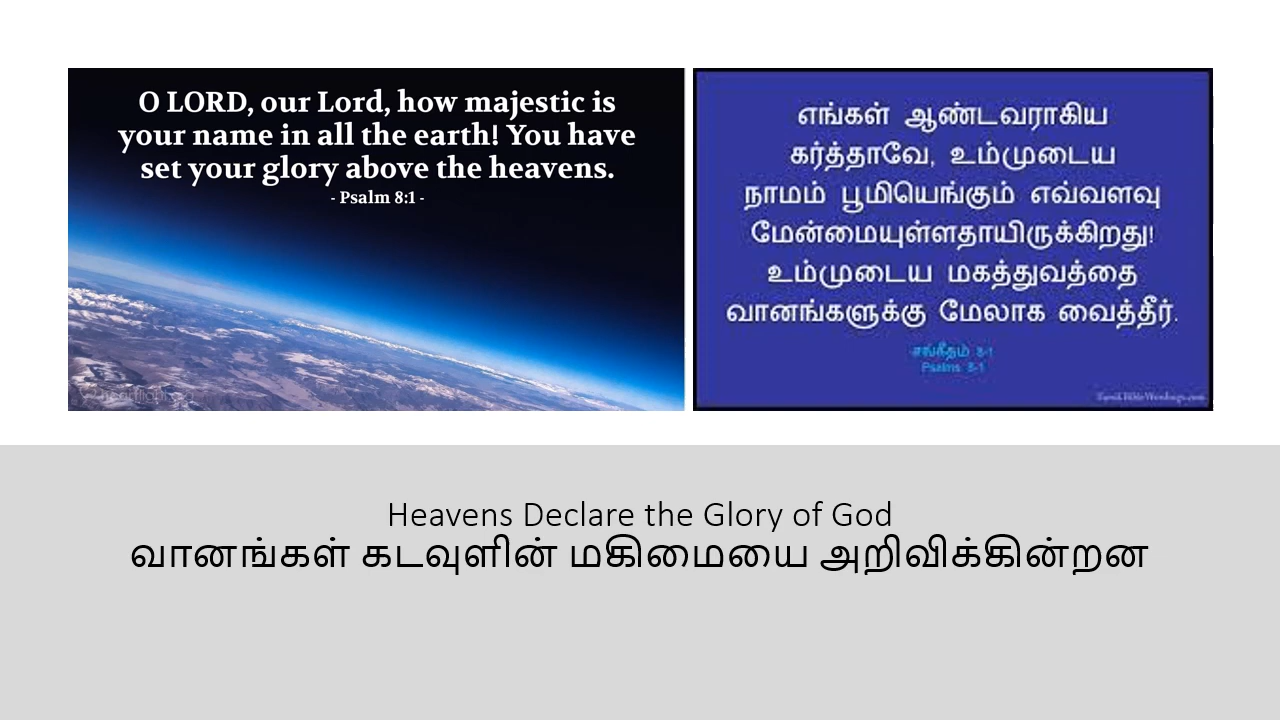 O LORD, our Lord, how majestic is
your name in all the earth! You have
set your glory above the heavens.
- Psalm 8:1 -
எங்கள் ஆண்டவராகிய
கர்த்தாவே, உம்முடைய
நாமம் பூமியெங்கும் எவ்வளவு
மேன்மையுள்ளதாயிருக்கிறது!
உம்முடைய மகத்துவத்தை
வானங்களுக்கு மேலாக வைத்தீர்.
சங்கீதம் 8-1
Psalms 8-1
Heavens Declare the Glory of God
வானங்கள் கடவுளின் மகிமையை அறிவிக்கின்றன